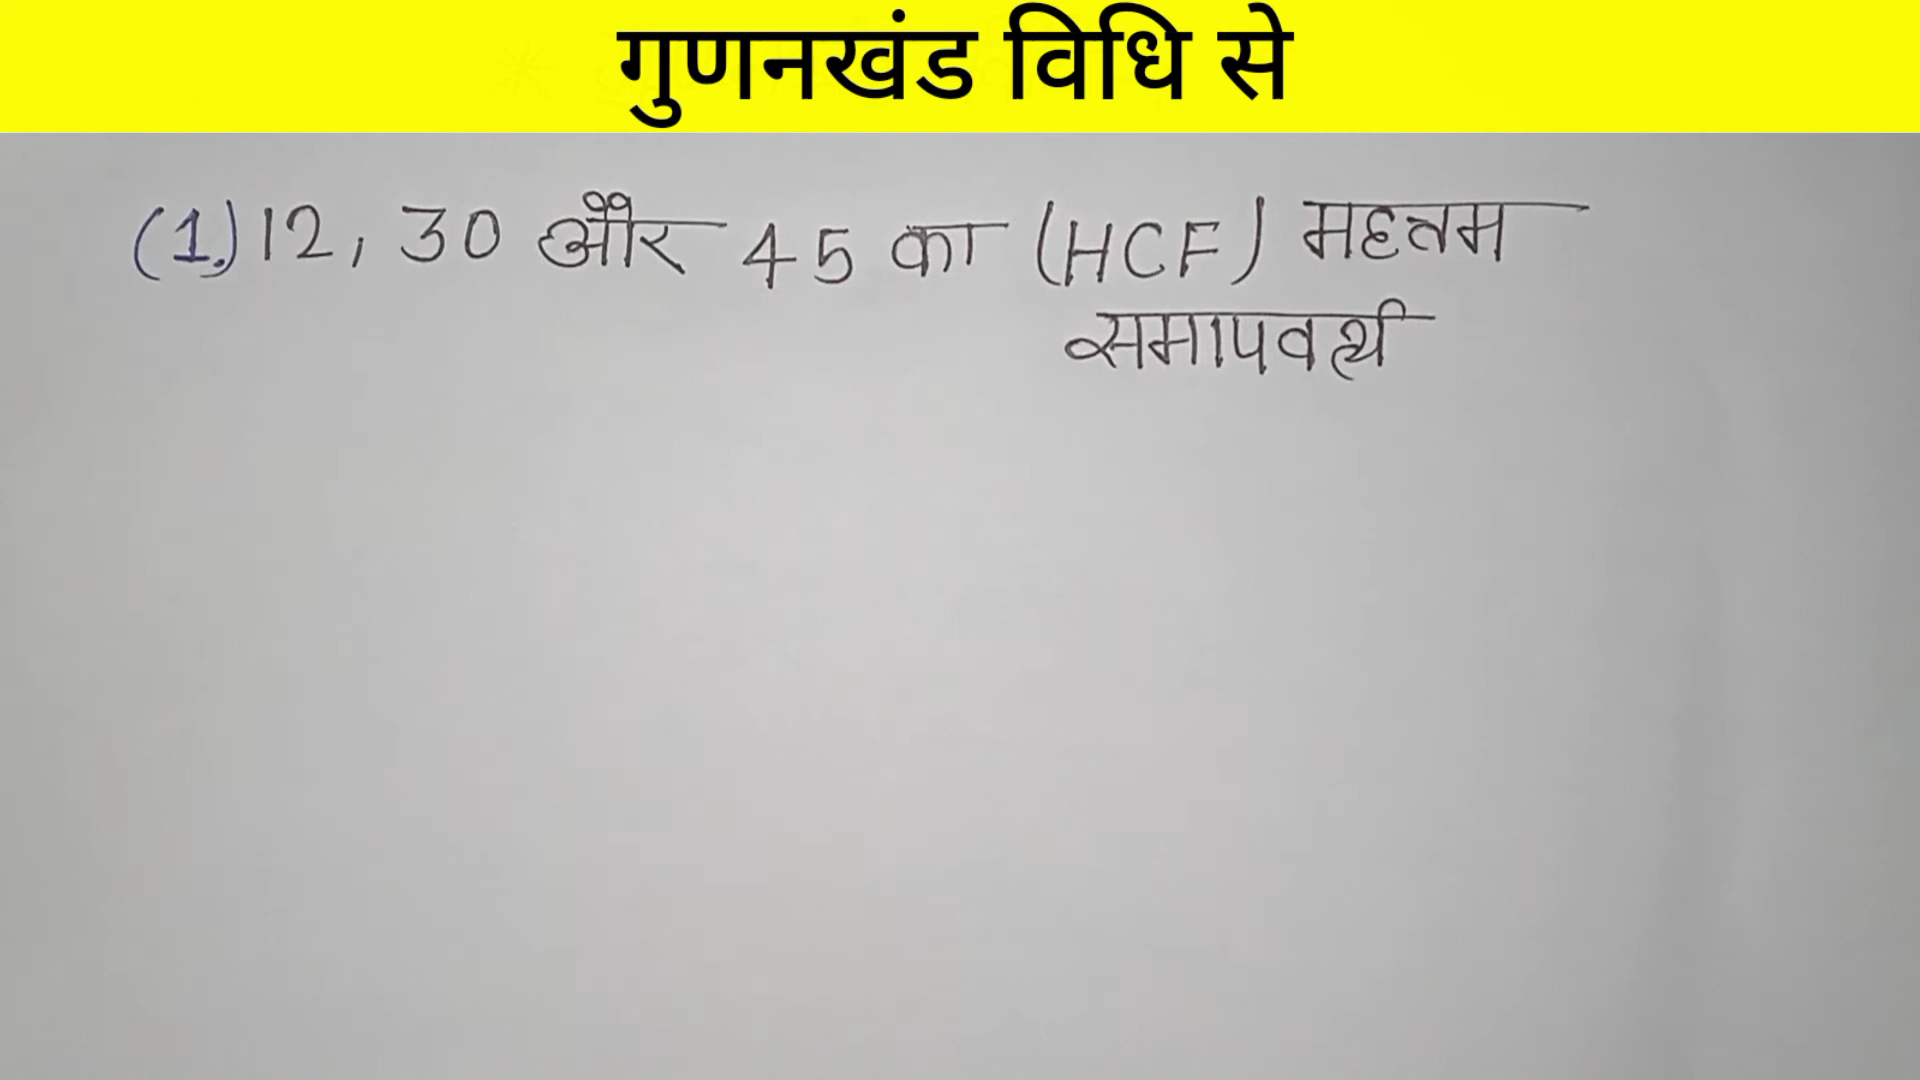 गुणनखंड विधि से
(1.) 12, 30 और 45 का (HCF) महत्तम
समापवर्त्य